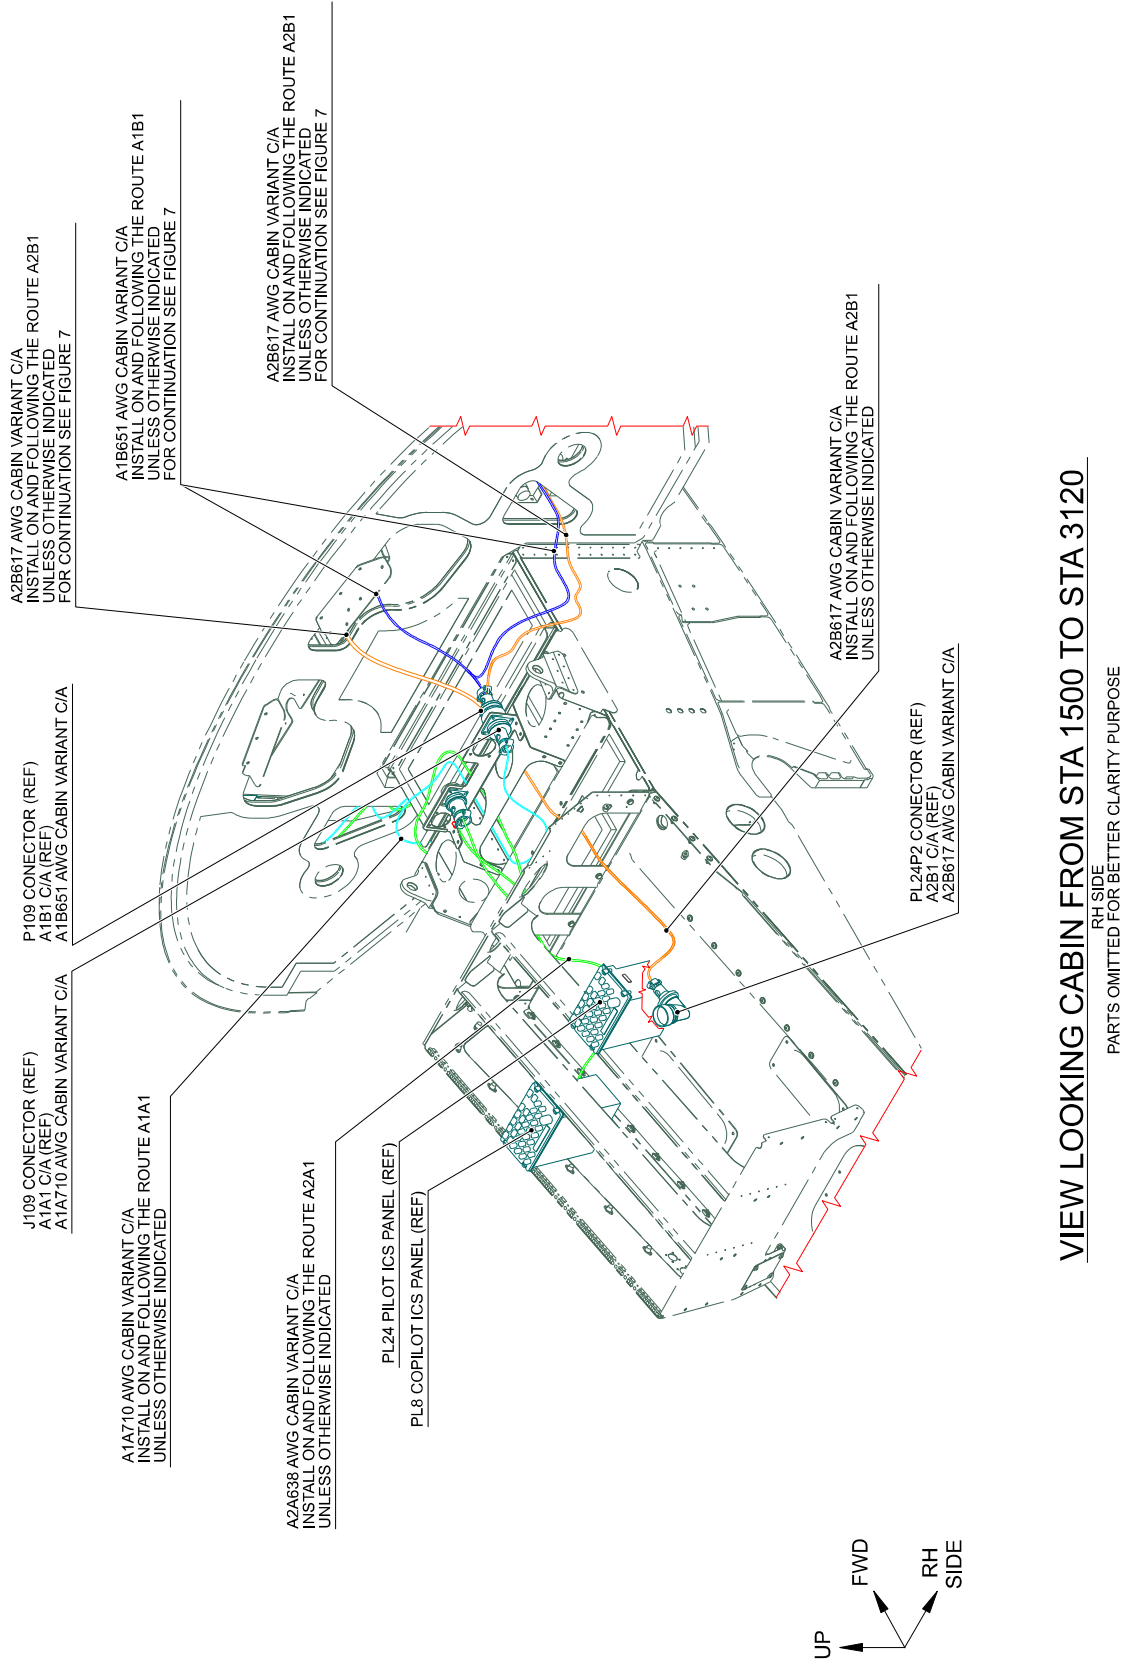 J109 CONECTOR (REF)
A1A1 C/A (REF)
A1A710 AWG CABIN VARIANT C/A
P109 CONECTOR (REF)
A1B1 C/A (REF)
A1B651 AWG CABIN VARIANT C/A
A2B617 AWG CABIN VARIANT C/A
INSTALL ON AND FOLLOWING THE ROUTE A2B1
UNLESS OTHERWISE INDICATED
FOR CONTINUATION SEE FIGURE 7
A1B651 AWG CABIN VARIANT C/A
INSTALL ON AND FOLLOWING THE ROUTE A1B1
UNLESS OTHERWISE INDICATED
FOR CONTINUATION SEE FIGURE 7
A2B617 AWG CABIN VARIANT C/A
INSTALL ON AND FOLLOWING THE ROUTE A2B1
UNLESS OTHERWISE INDICATED
FOR CONTINUATION SEE FIGURE 7
A1A710 AWG CABIN VARIANT C/A
INSTALL ON AND FOLLOWING THE ROUTE A1A1
UNLESS OTHERWISE INDICATED
A2A638 AWG CABIN VARIANT C/A
INSTALL ON AND FOLLOWING THE ROUTE A2A1
UNLESS OTHERWISE INDICATED
PL24 PILOT ICS PANEL (REF)
PL8 COPILOT ICS PANEL (REF)
A2B617 AWG CABIN VARIANT C/A
INSTALL ON AND FOLLOWING THE ROUTE A2B1
UNLESS OTHERWISE INDICATED
PL24P2 CONECTOR (REF)
A2B1 C/A (REF)
A2B617 AWG CABIN VARIANT C/A
UP
FWD
RH
SIDE
VIEW LOOKING CABIN FROM STA 1500 TO STA 3120
RH SIDE
PARTS OMITTED FOR BETTER CLARITY PURPOSE